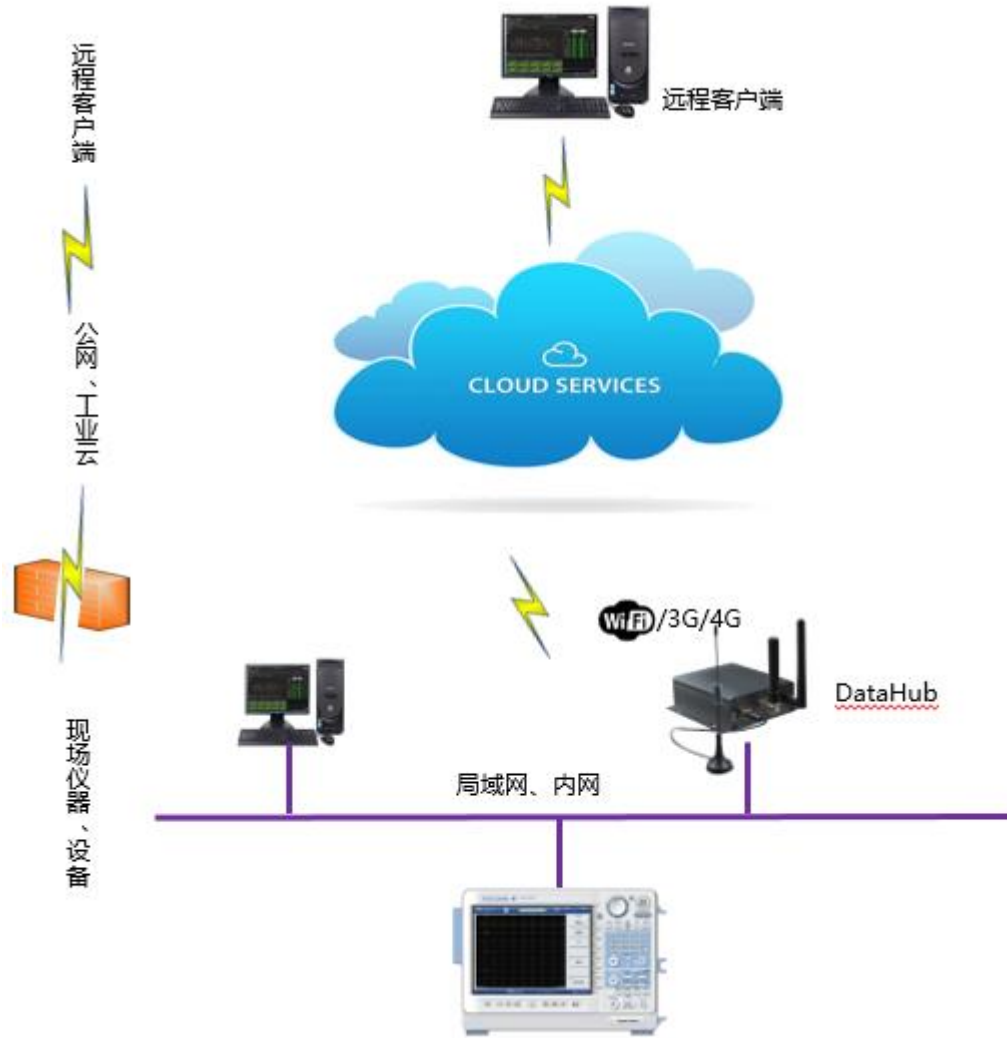 远程客户端
远程客户端
公网、工业云
CLOUD SERVICES
WiFi/3G/4G
DataHub
局域网、内网
现场仪器、设备